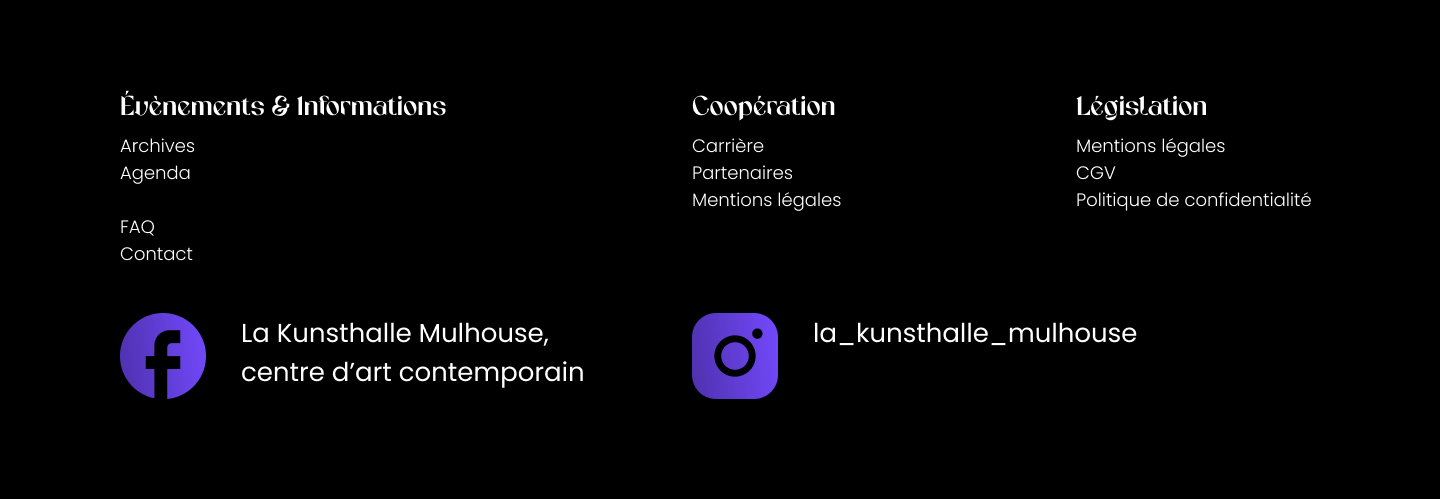 Évènements & Informations
Archives
Agenda
FAQ
Contact
Coopération
Carrière
Partenaires
Mentions légales
Législation
Mentions légales
CGV
Politique de confidentialité
La Kunsthalle Mulhouse,
centre d’art contemporain
la_kunsthalle_mulhouse